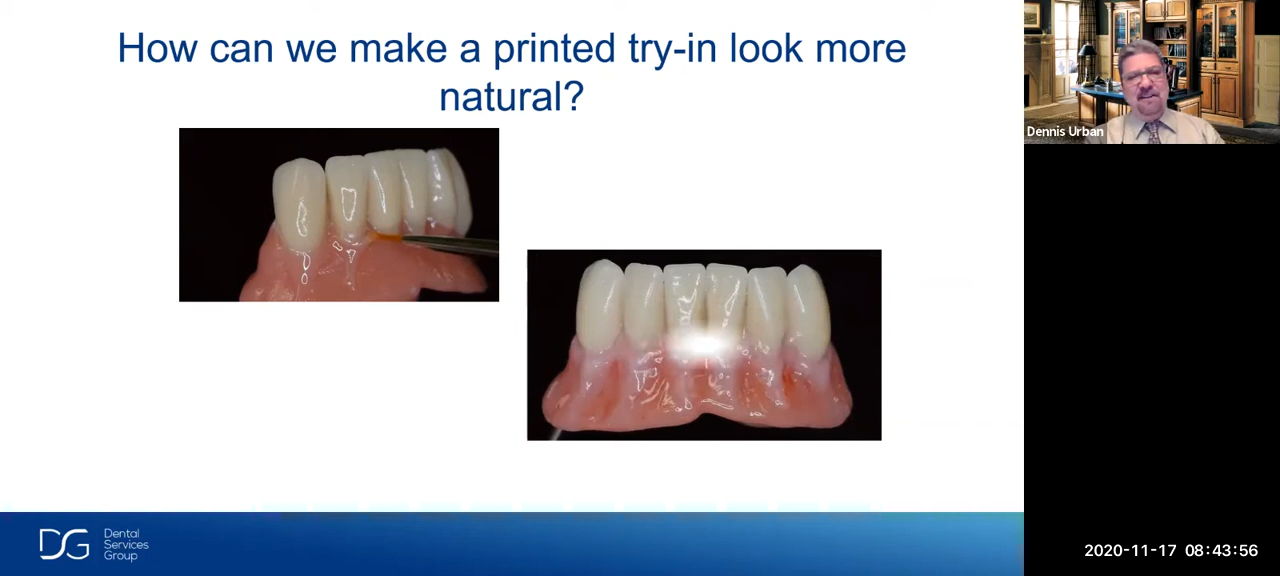 How can we make a printed try-in look more
natural?
Dennis Urban
DG
Dental
Services
Group
2020-11-17 08:43:56